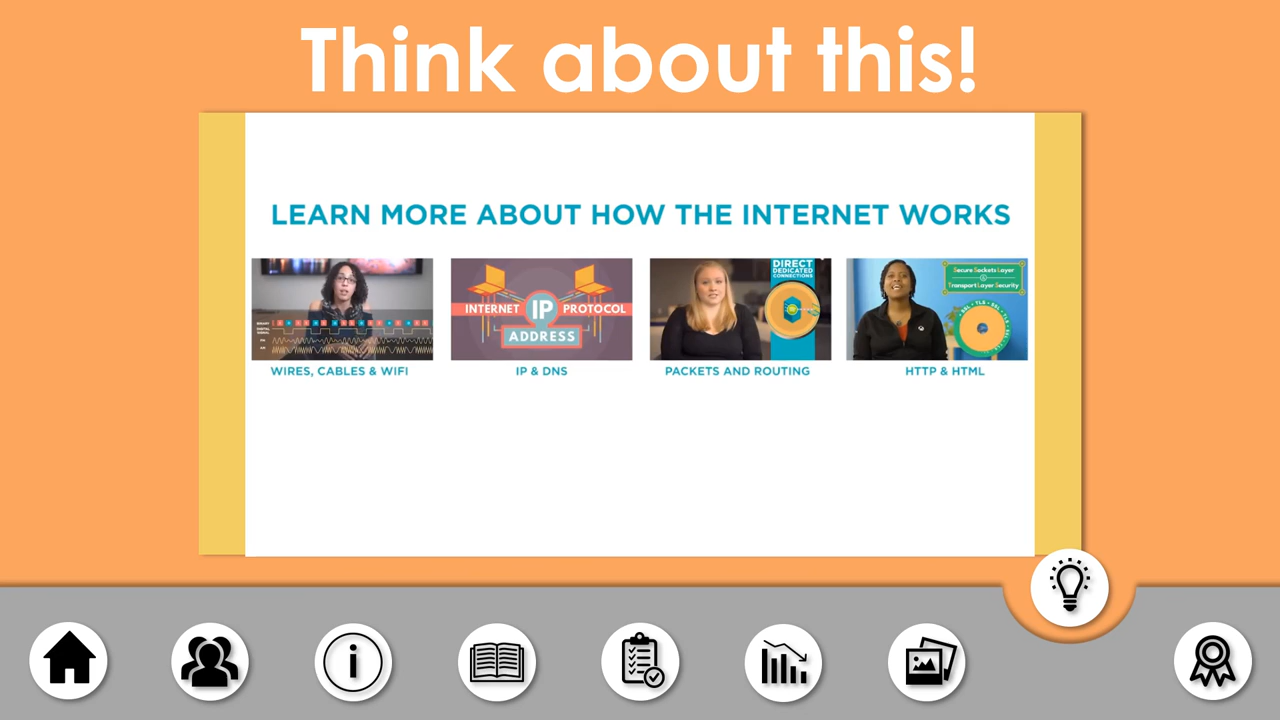 Think about this!
LEARN MORE ABOUT HOW THE INTERNET WORKS
DIRECT
DEDICATED
CONNECTIONS
Secure Sockets Layer
&
Transport Layer Security
INTERNET IP PROTOCOL
ADDRESS
WIRES, CABLES & WIFI
IP & DNS
PACKETS AND ROUTING
HTTP & HTML